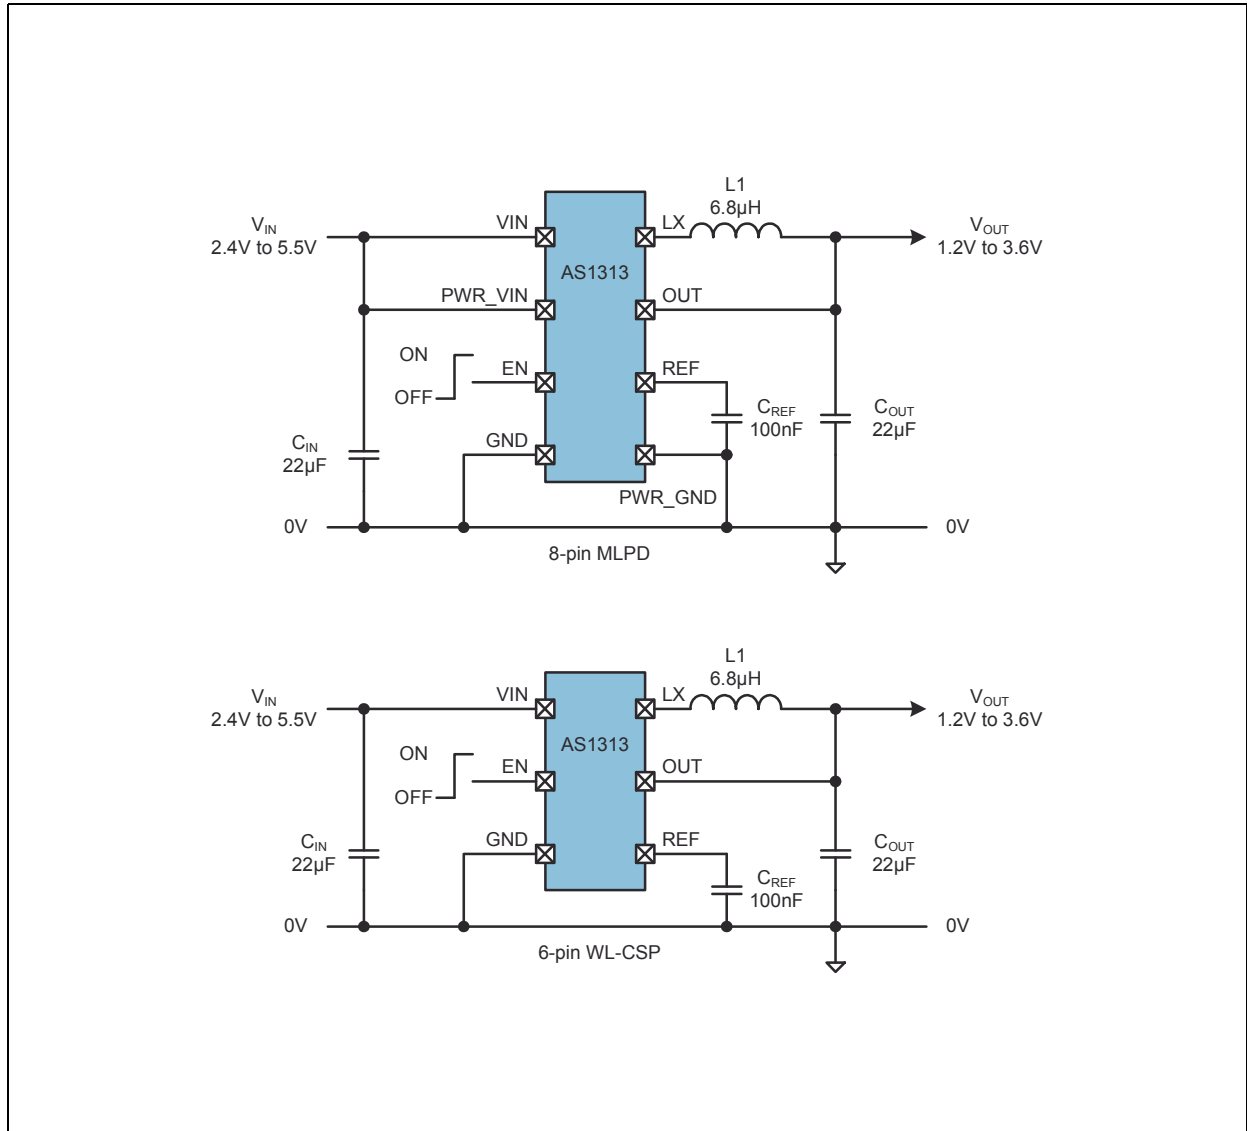 L1
6.8µH
VIN
2.4V to 5.5V
VIN
LX
VOUT
1.2V to 3.6V
AS1313
PWR_VIN
OUT
ON
OFF
EN
REF
CREF
100nF
COUT
22µF
CIN
22µF
GND
PWR_GND
0V
0V
8-pin MLPD
L1
6.8µH
VIN
2.4V to 5.5V
VIN
LX
VOUT
1.2V to 3.6V
AS1313
ON
OFF
EN
OUT
CIN
22µF
GND
REF
COUT
22µF
CREF
100nF
0V
0V
6-pin WL-CSP